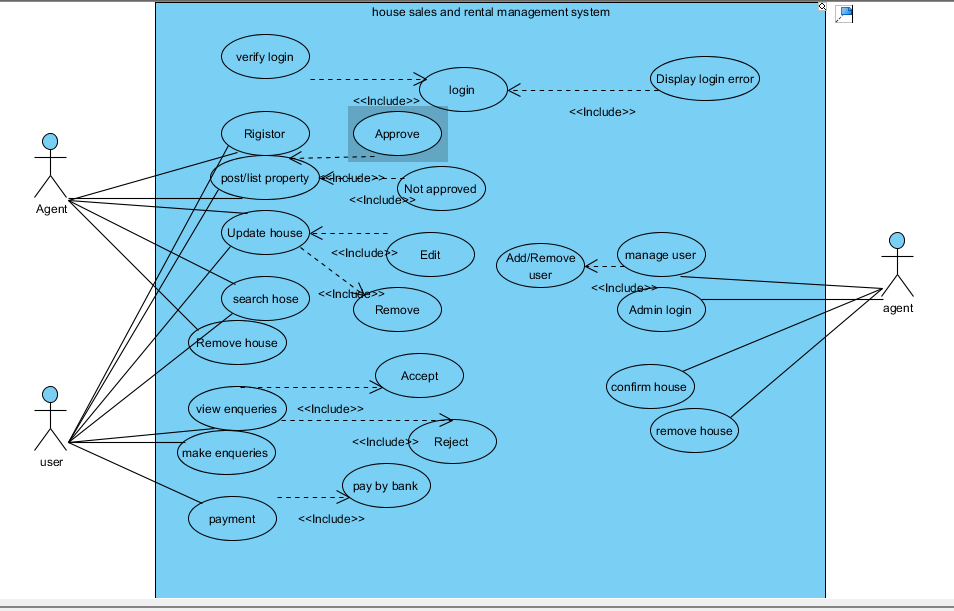 house sales and rental management system
verify login
login
Display login error
<<Include>>
<<Include>>
Rigistor
Approve
post/list property
<<Include>>
Not approved
<<Include>>
Agent
Update house
<<Include>>
Edit
Add/Remove
user
manage user
<<Include>>
search hose
<<Include>>
Remove
Admin login
agent
Remove house
Accept
confirm house
view enqueries
<<Include>>
remove house
make enqueries
<<Include>>
Reject
user
pay by bank
payment
<<Include>>